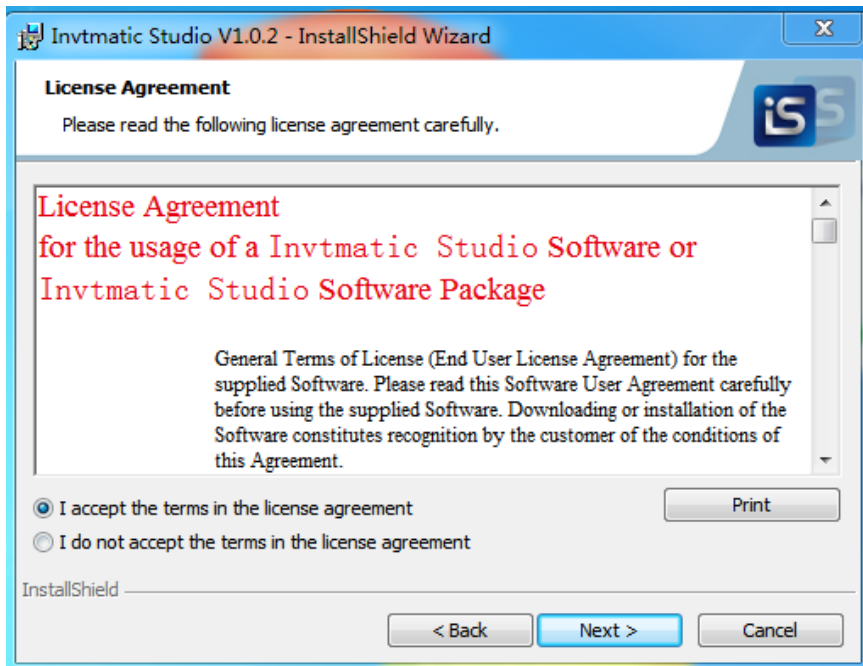 Invtmatic Studio V1.0.2 - InstallShield Wizard
License Agreement
Please read the following license agreement carefully.
iS
S
License Agreement
for the usage of a Invtmatic Studio Software or
Invtmatic Studio Software Package
General Terms of License (End User License Agreement) for the
supplied Software. Please read this Software User Agreement carefully
before using the supplied Software. Downloading or installation of the
Software constitutes recognition by the customer of the conditions of
this Agreement.
I accept the terms in the license agreement
Print
I do not accept the terms in the license agreement
InstallShield
< Back
Next >
Cancel